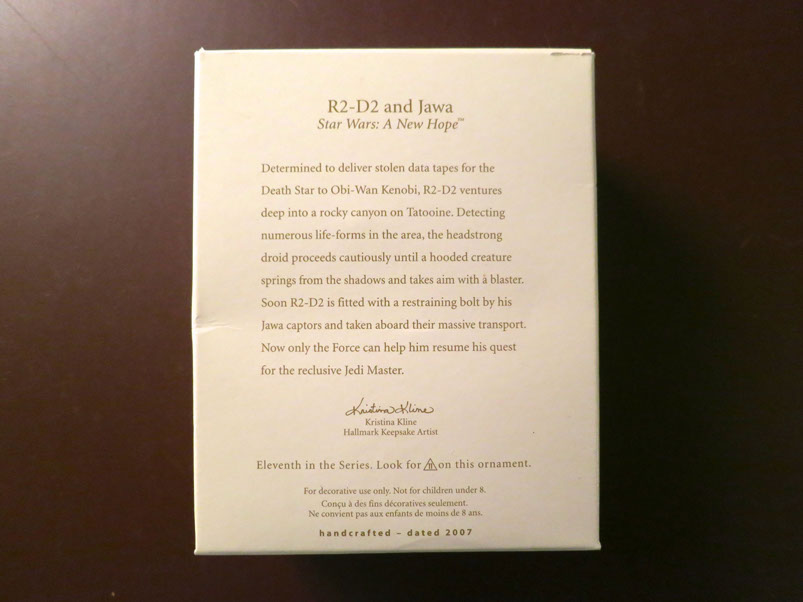 R2-D2 and Jawa
Star Wars: A New Hope™
Determined to deliver stolen data tapes for the
Death Star to Obi-Wan Kenobi, R2-D2 ventures
deep into a rocky canyon on Tatooine. Detecting
numerous life-forms in the area, the headstrong
droid proceeds cautiously until a hooded creature
springs from the shadows and takes aim with a blaster.
Soon R2-D2 is fitted with a restraining bolt by his
Jawa captors and taken aboard their massive transport.
Now only the Force can help him resume his quest
for the reclusive Jedi Master.
Kristina Kline
Kristina Kline
Hallmark Keepsake Artist
Eleventh in the Series. Look for 11 on this ornament.
For decorative use only. Not for children under 8.
Conçu à des fins décoratives seulement.
Ne convient pas aux enfants de moins de 8 ans.
handcrafted – dated 2007